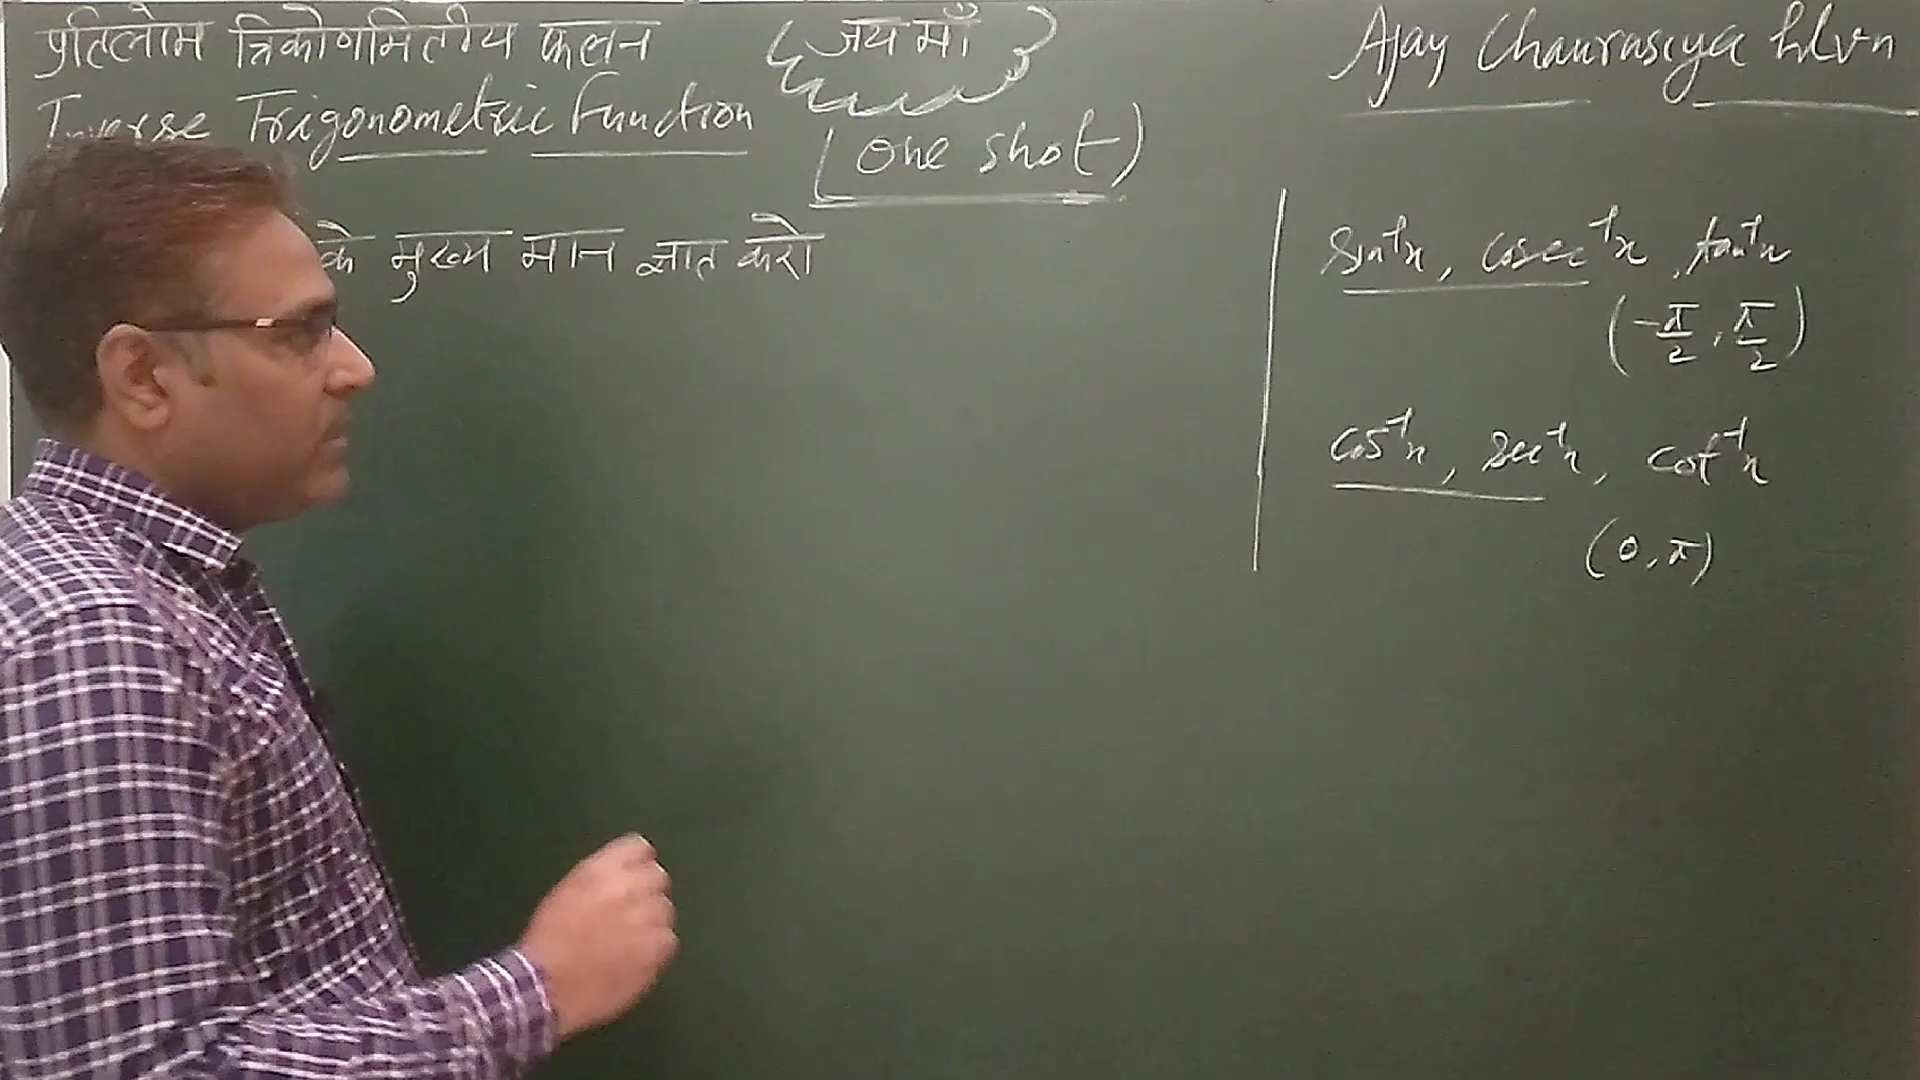 प्रतिलोम त्रिकोणमितीय फलन
Inverse Trigonometric Function
{जय माँ}
(one shot)
Ajay Chaurasiya
के मुख्य मान ज्ञात करो
sin⁻¹x, cosec⁻¹x, tan⁻¹x
(-π/2, π/2)
cos⁻¹x, sec⁻¹x, cot⁻¹x
(0, π)